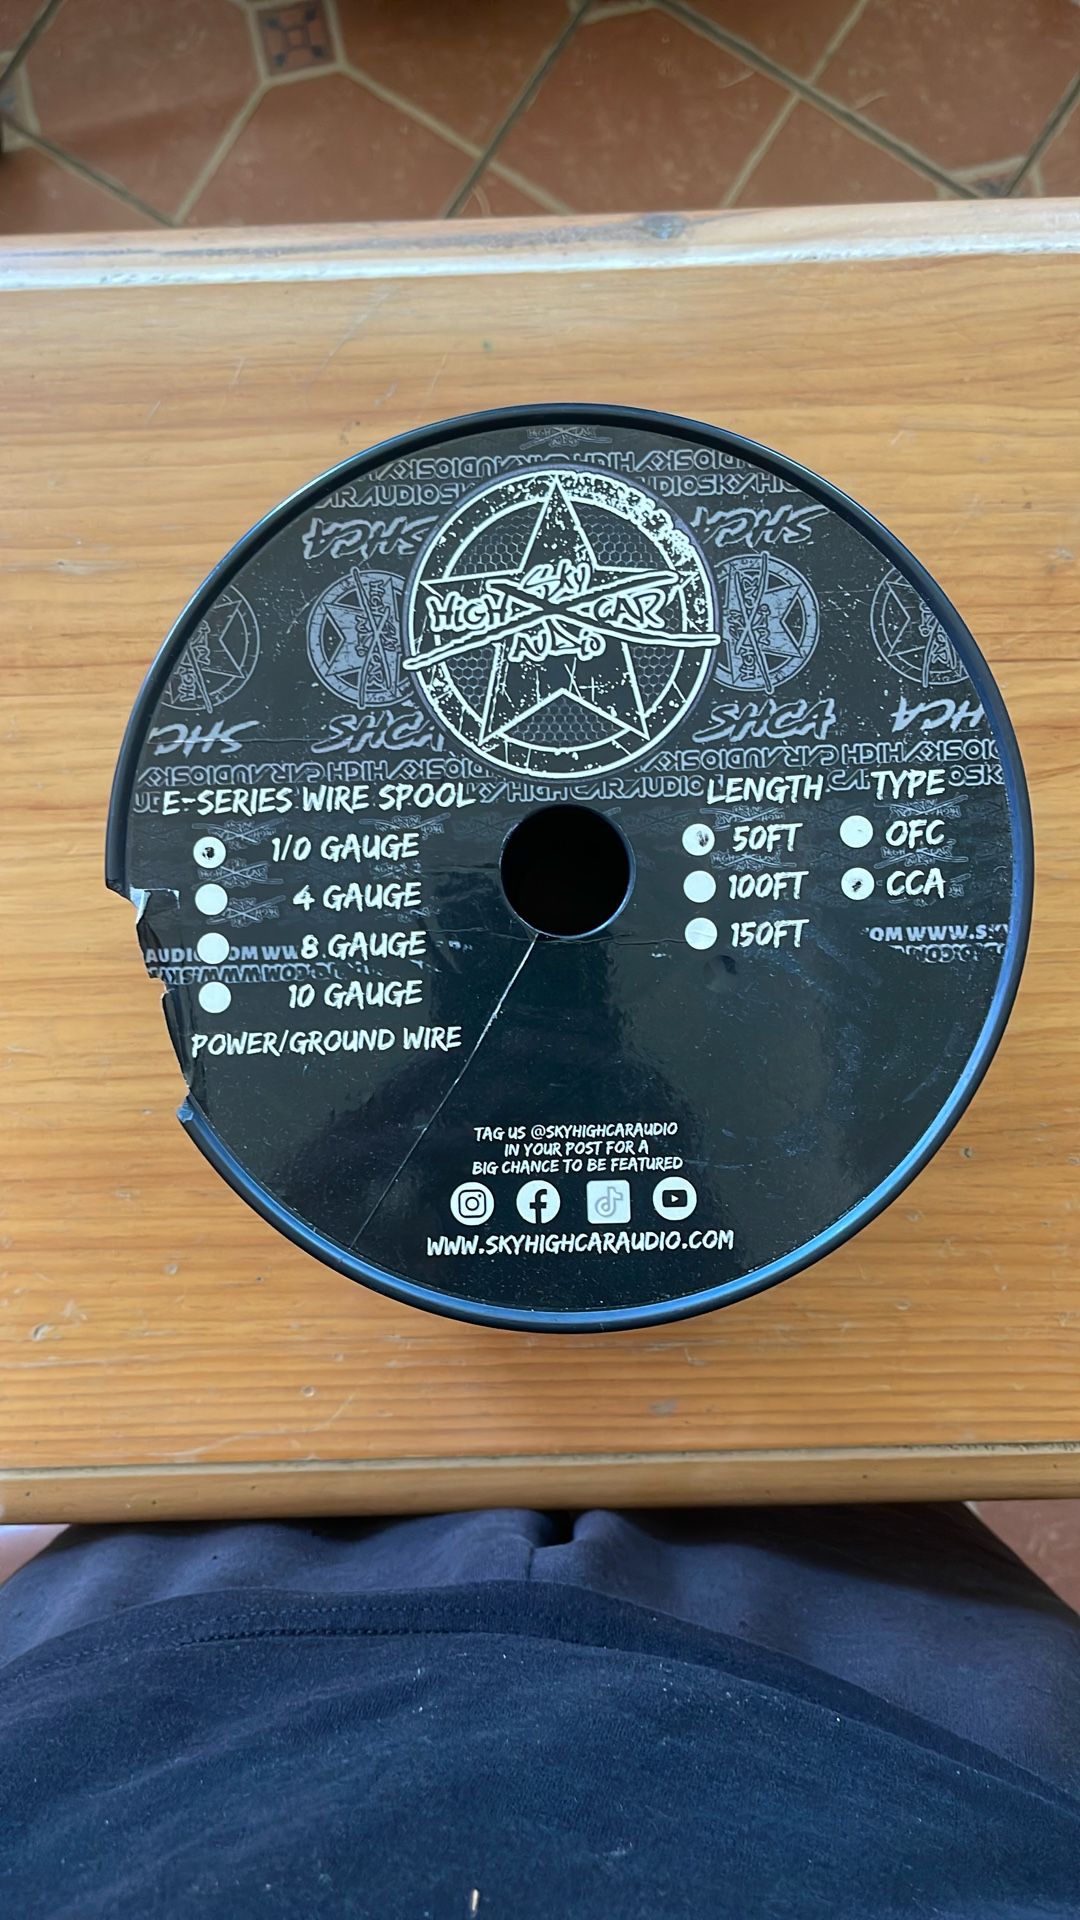 SKY
HIGH CAR
AUDIO
E-SERIES WIRE SPOOL
1/0 GAUGE
4 GAUGE
8 GAUGE
10 GAUGE
POWER/GROUND WIRE
LENGTH
50FT
100FT
150FT
TYPE
OFC
CCA
TAG US @SKYHIGHCARAUDIO
IN YOUR POST FOR A
BIG CHANCE TO BE FEATURED
WWW.SKYHIGHCARAUDIO.COM